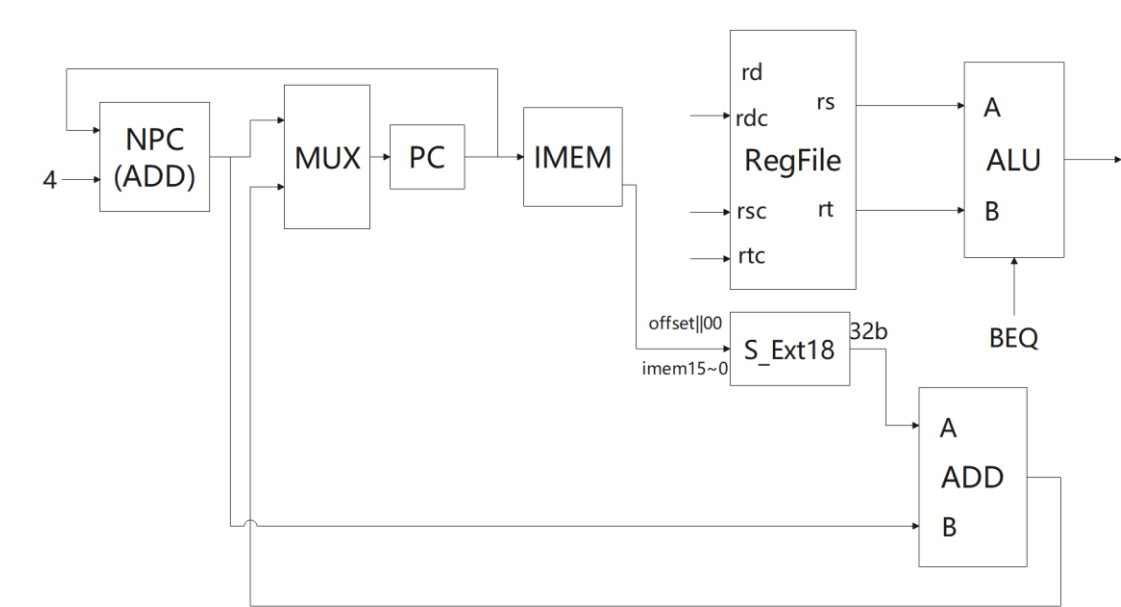 NPC
(ADD)
4
MUX
PC
IMEM
rd
rdc
rs
RegFile
rsc
rt
rtc
A
ALU
B
BEQ
offset||00
imem15~0
S_Ext18
32b
A
ADD
B